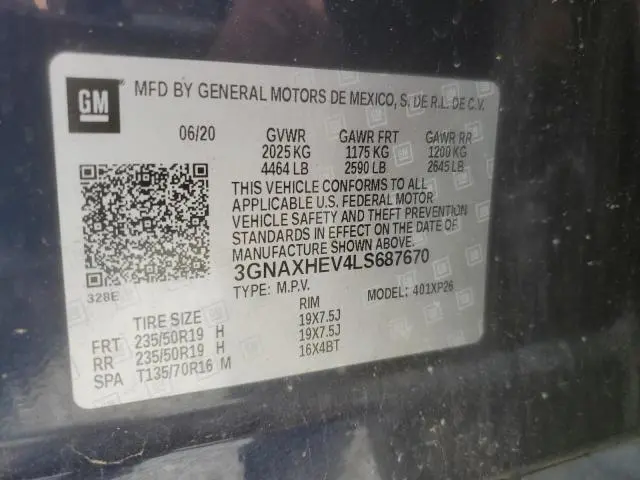 GM
MFD BY GENERAL MOTORS DE MEXICO, S. DE R.L. DE C.V.
06/20 GVWR GAWR FRT GAWR RR
2025 KG 1175 KG 1200 KG
4464 LB 2590 LB 2645 LB
THIS VEHICLE CONFORMS TO ALL
APPLICABLE U.S. FEDERAL MOTOR
VEHICLE SAFETY AND THEFT PREVENTION
STANDARDS IN EFFECT ON THE DATE OF
MANUFACTURE SHOWN ABOVE.
3GNAXHEV4LS687670
328E TYPE: M.P.V. MODEL: 401XP26
TIRE SIZE RIM
FRT 235/50R19 H 19X7.5J
RR 235/50R19 H 19X7.5J
SPA T135/70R16 M 16X4BT